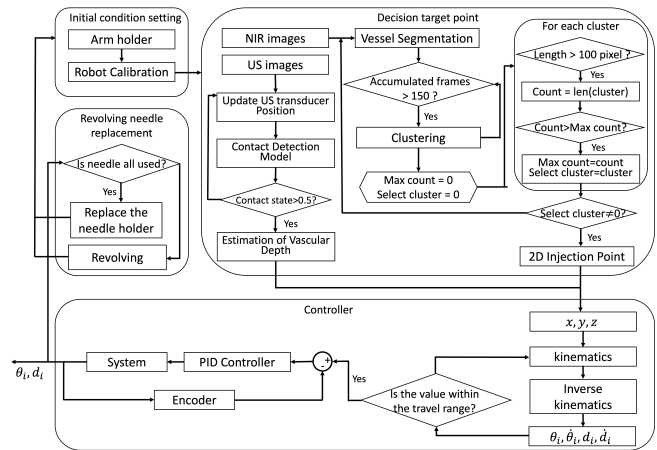 Initial condition setting
Arm holder
Robot Calibration
Revolving needle
replacement
Is needle all used?
Yes
Replace the
needle holder
Revolving
Decision target point
NIR images
US images
Update US transducer
Position
Contact Detection
Model
Contact state>0.5?
Yes
Estimation of Vascular
Depth
Vessel Segmentation
Accumulated frames
> 150 ?
Yes
Clustering
Max count = 0
Select cluster = 0
For each cluster
Length > 100 pixel ?
Yes
Count = len(cluster)
Count>Max count?
Yes
Max count=count
Select cluster=cluster
Select cluster≠0?
Yes
2D Injection Point
Controller
x, y, z
kinematics
Inverse
kinematics
θᵢ, θ̇ᵢ, dᵢ, ḋᵢ
Is the value within
the travel range?
Yes
- +
PID Controller
System
Encoder
θᵢ, dᵢ